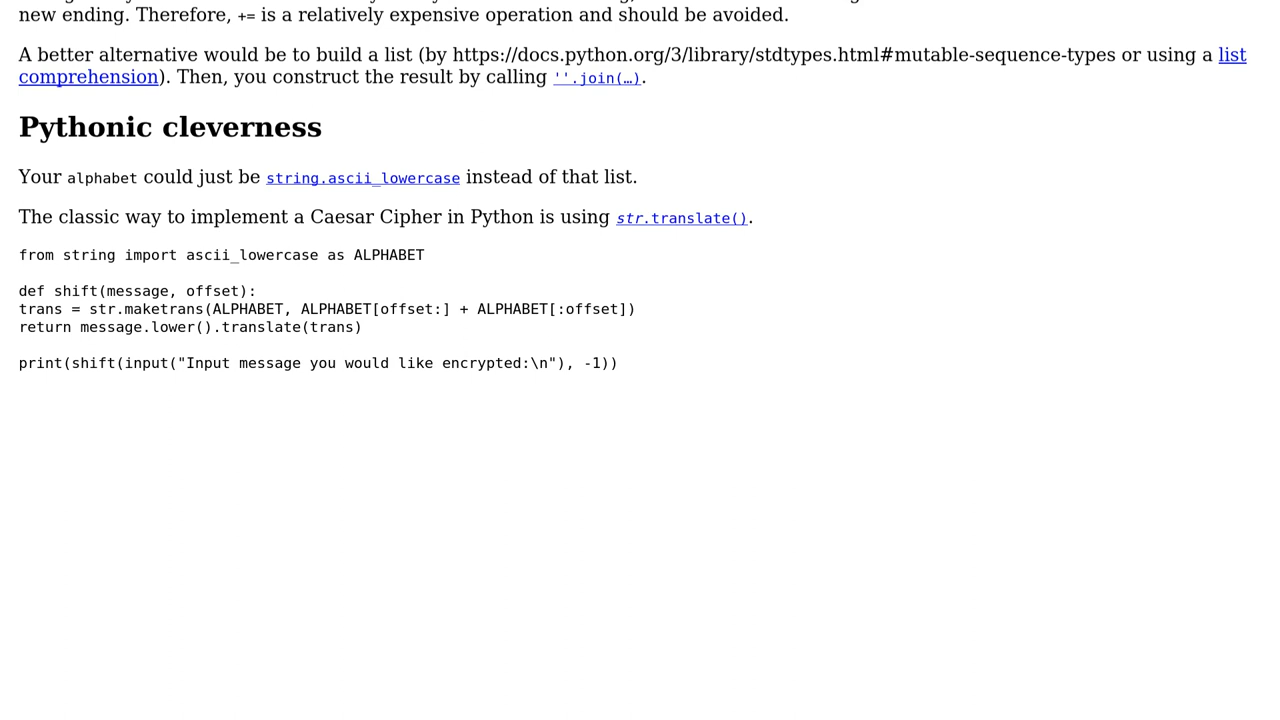 new ending. Therefore, += is a relatively expensive operation and should be avoided.
A better alternative would be to build a list (by https://docs.python.org/3/library/stdtypes.html#mutable-sequence-types or using a list
comprehension). Then, you construct the result by calling ''.join(…).
Pythonic cleverness
Your alphabet could just be string.ascii_lowercase instead of that list.
The classic way to implement a Caesar Cipher in Python is using str.translate().
from string import ascii_lowercase as ALPHABET
def shift(message, offset):
trans = str.maketrans(ALPHABET, ALPHABET[offset:] + ALPHABET[:offset])
return message.lower().translate(trans)
print(shift(input("Input message you would like encrypted:\n"), -1))